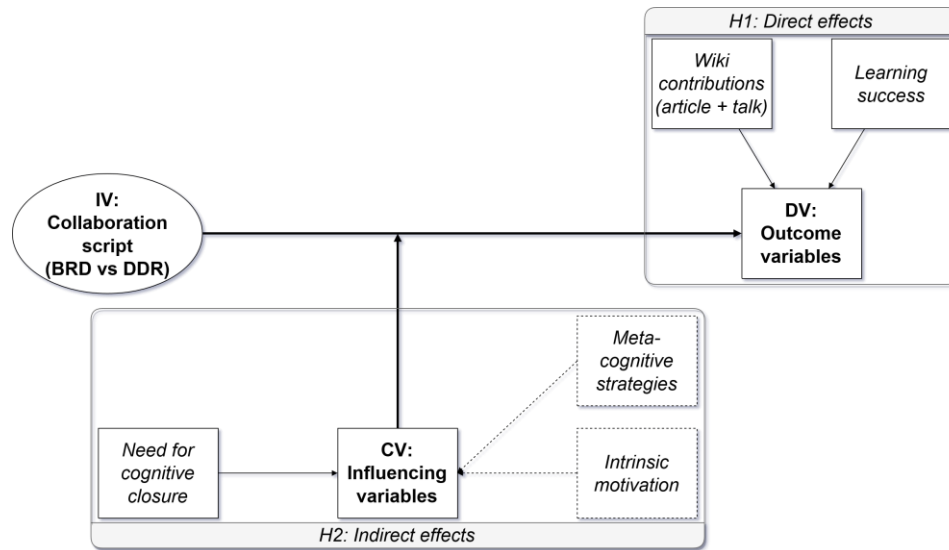 H1: Direct effects
Wiki
contributions
(article + talk)
Learning
success
IV:
Collaboration
script
(BRD vs DDR)
DV:
Outcome
variables
Meta-
cognitive
strategies
Need for
cognitive
closure
CV:
Influencing
variables
Intrinsic
motivation
H2: Indirect effects